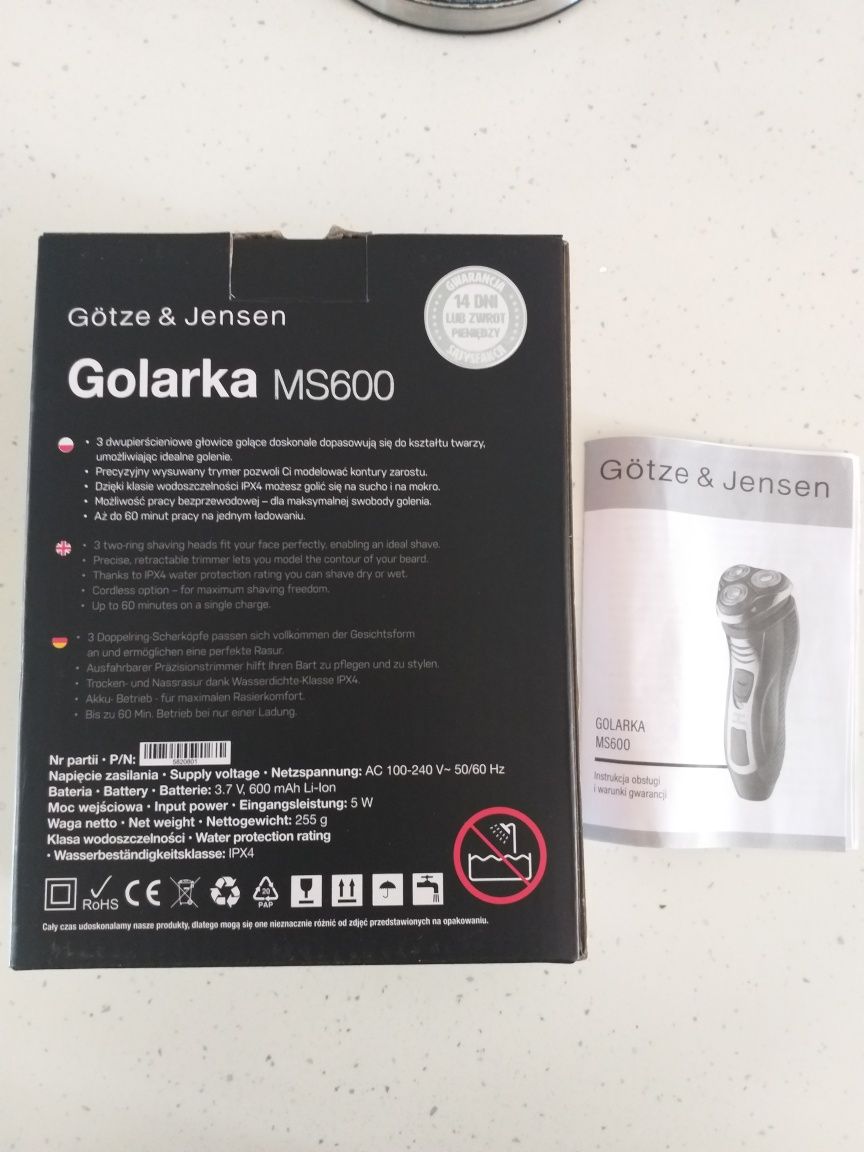 Götze & Jensen
GWARANCJA
14 DNI
LUB ZWROT
PIENIĘDZY
SATYSFAKCJI
Golarka MS600
• 3 dwupierścieniowe głowice golące doskonale dopasowują się do kształtu twarzy,
umożliwiając idealne golenie.
• Precyzyjny wysuwany trymer pozwoli Ci modelować kontury zarostu.
• Dzięki klasie wodoszczelności IPX4 możesz golić się na sucho i na mokro.
• Możliwość pracy bezprzewodowej – dla maksymalnej swobody golenia.
• Aż do 60 minut pracy na jednym ładowaniu.
• 3 two-ring shaving heads fit your face perfectly, enabling an ideal shave.
• Precise, retractable trimmer lets you model the contour of your beard.
• Thanks to IPX4 water protection rating you can shave dry or wet.
• Cordless option – for maximum shaving freedom.
• Up to 60 minutes on a single charge.
• 3 Doppelring-Scherköpfe passen sich vollkommen der Gesichtsform
an und ermöglichen eine perfekte Rasur.
• Ausfahrbarer Präzisionstrimmer hilft Ihren Bart zu pflegen und zu stylen.
• Trocken- und Nassrasur dank Wasserdichte-Klasse IPX4.
• Akku- Betrieb - für maximalen Rasierkomfort.
• Bis zu 60 Min. Betrieb bei nur einer Ladung.
Nr partii • P/N:
5820801
Napięcie zasilania • Supply voltage • Netzspannung: AC 100-240 V~ 50/60 Hz
Bateria • Battery • Batterie: 3.7 V, 600 mAh Li-Ion
Moc wejściowa • Input power • Eingangsleistung: 5 W
Waga netto • Net weight • Nettogewicht: 255 g
Klasa wodoszczelności • Water protection rating
• Wasserbeständigkeitsklasse: IPX4
RoHS
CE
20
PAP
Cały czas udoskonalamy nasze produkty, dlatego mogą się one nieznacznie różnić od zdjęć przedstawionych na opakowaniu.
Götze & Jensen
GOLARKA
MS600
Instrukcja obsługi
i warunki gwarancji